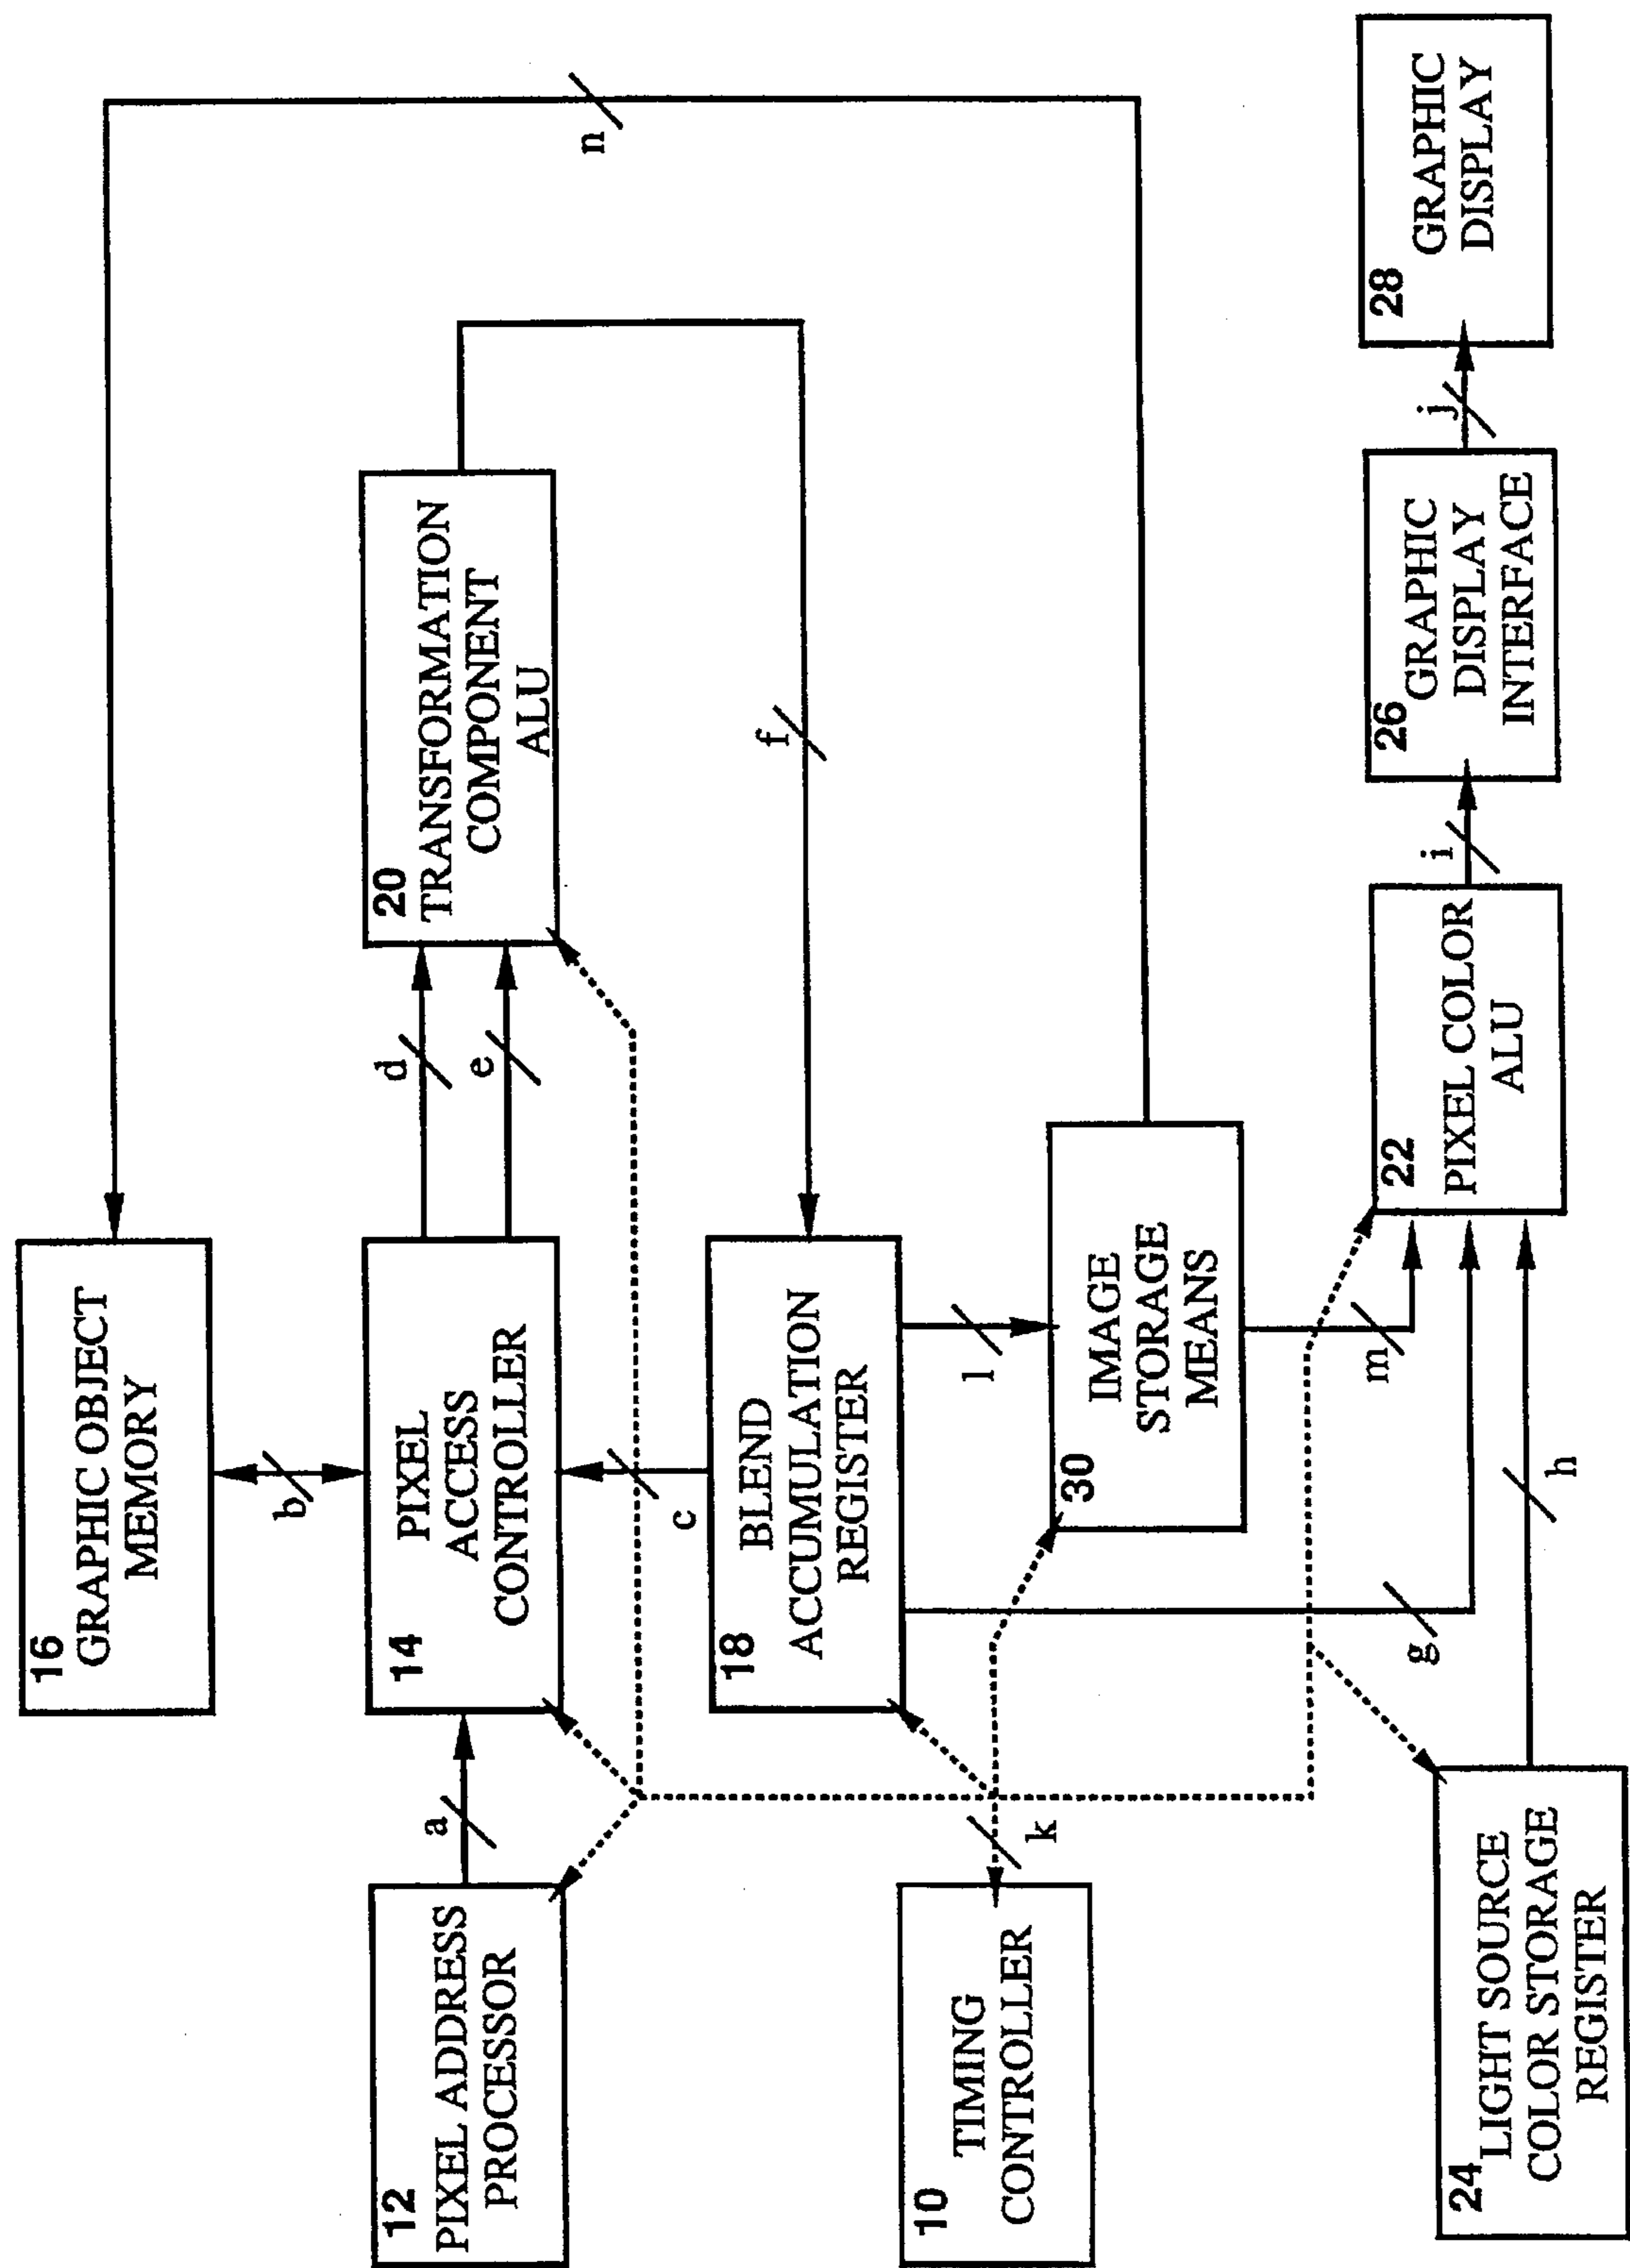 16
GRAPHIC OBJECT
MEMORY
n
b
12
PIXEL ADDRESS
PROCESSOR
a
14
PIXEL
ACCESS
CONTROLLER
d
e
20
TRANSFORMATION
COMPONENT
ALU
c
f
10
TIMING
CONTROLLER
k
18
BLEND
ACCUMULATION
REGISTER
l
30
IMAGE
STORAGE
MEANS
g
m
24
LIGHT SOURCE
COLOR STORAGE
REGISTER
h
22
PIXEL COLOR
ALU
i
26
GRAPHIC
DISPLAY
INTERFACE
j
28
GRAPHIC
DISPLAY